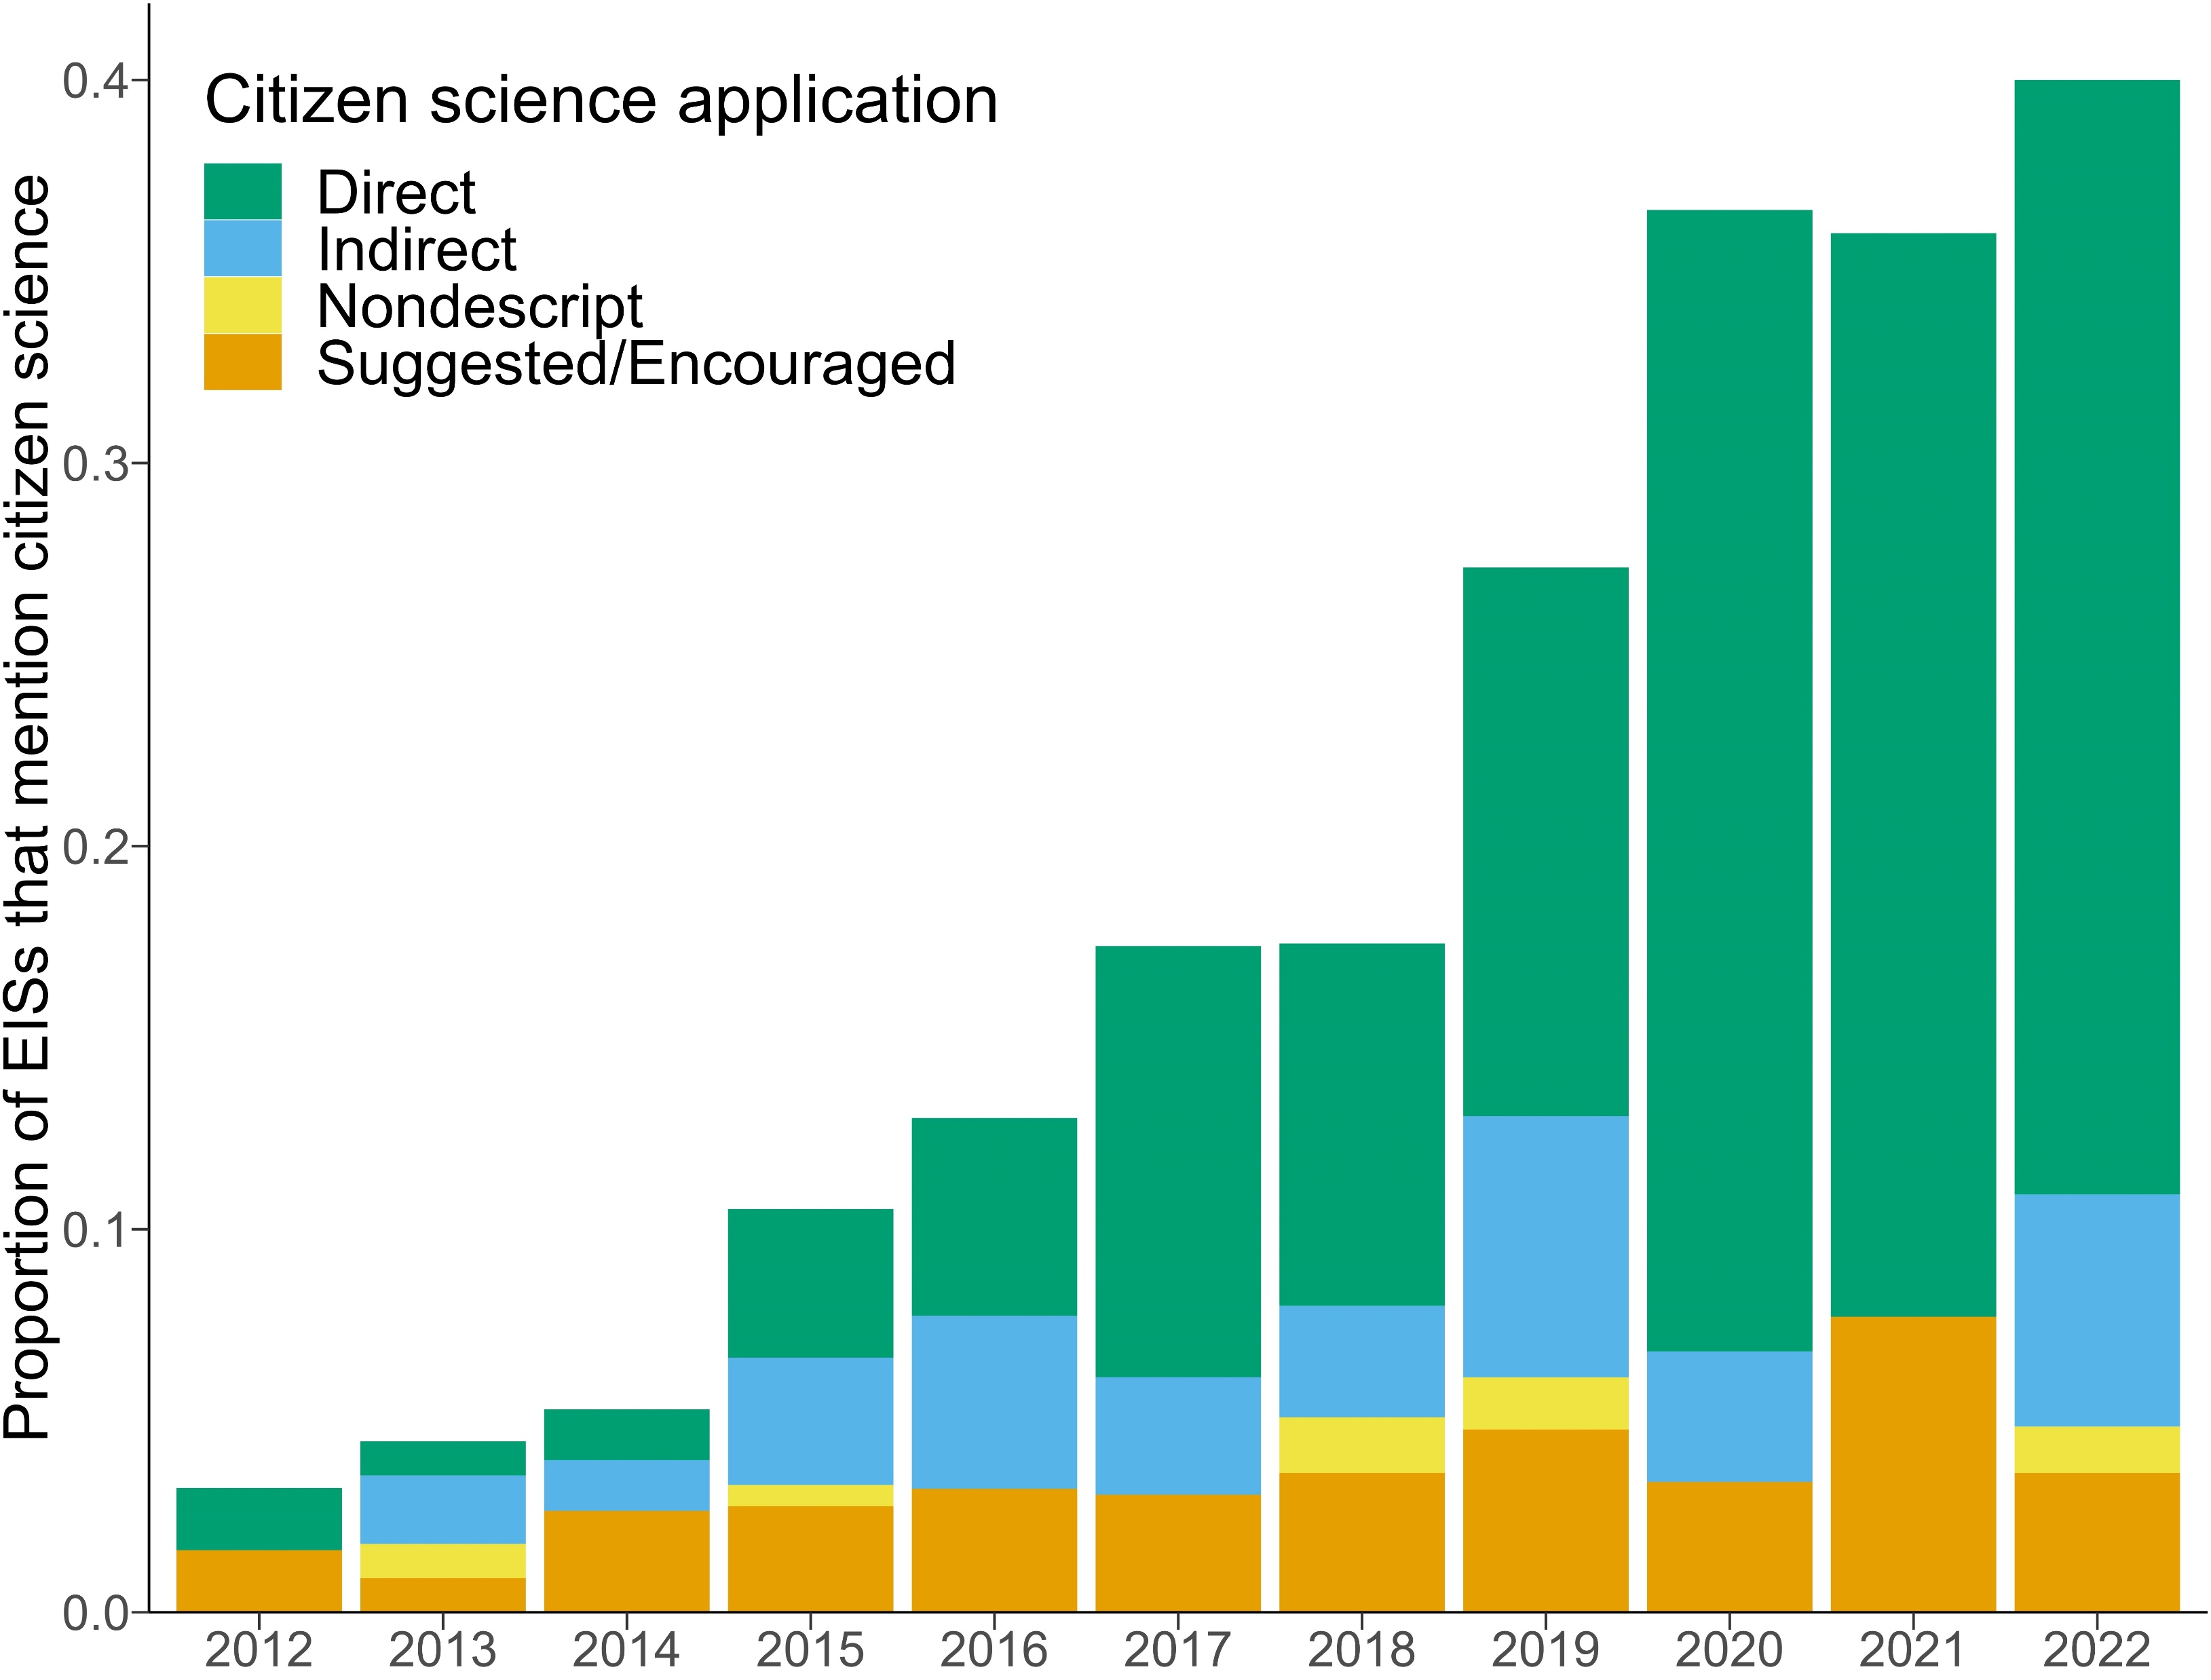 Proportion of EISs that mention citizen science
0.4
0.3
0.2
0.1
0.0
Citizen science application
Direct
Indirect
Nondescript
Suggested/Encouraged
2012 2013 2014 2015 2016 2017 2018 2019 2020 2021 2022